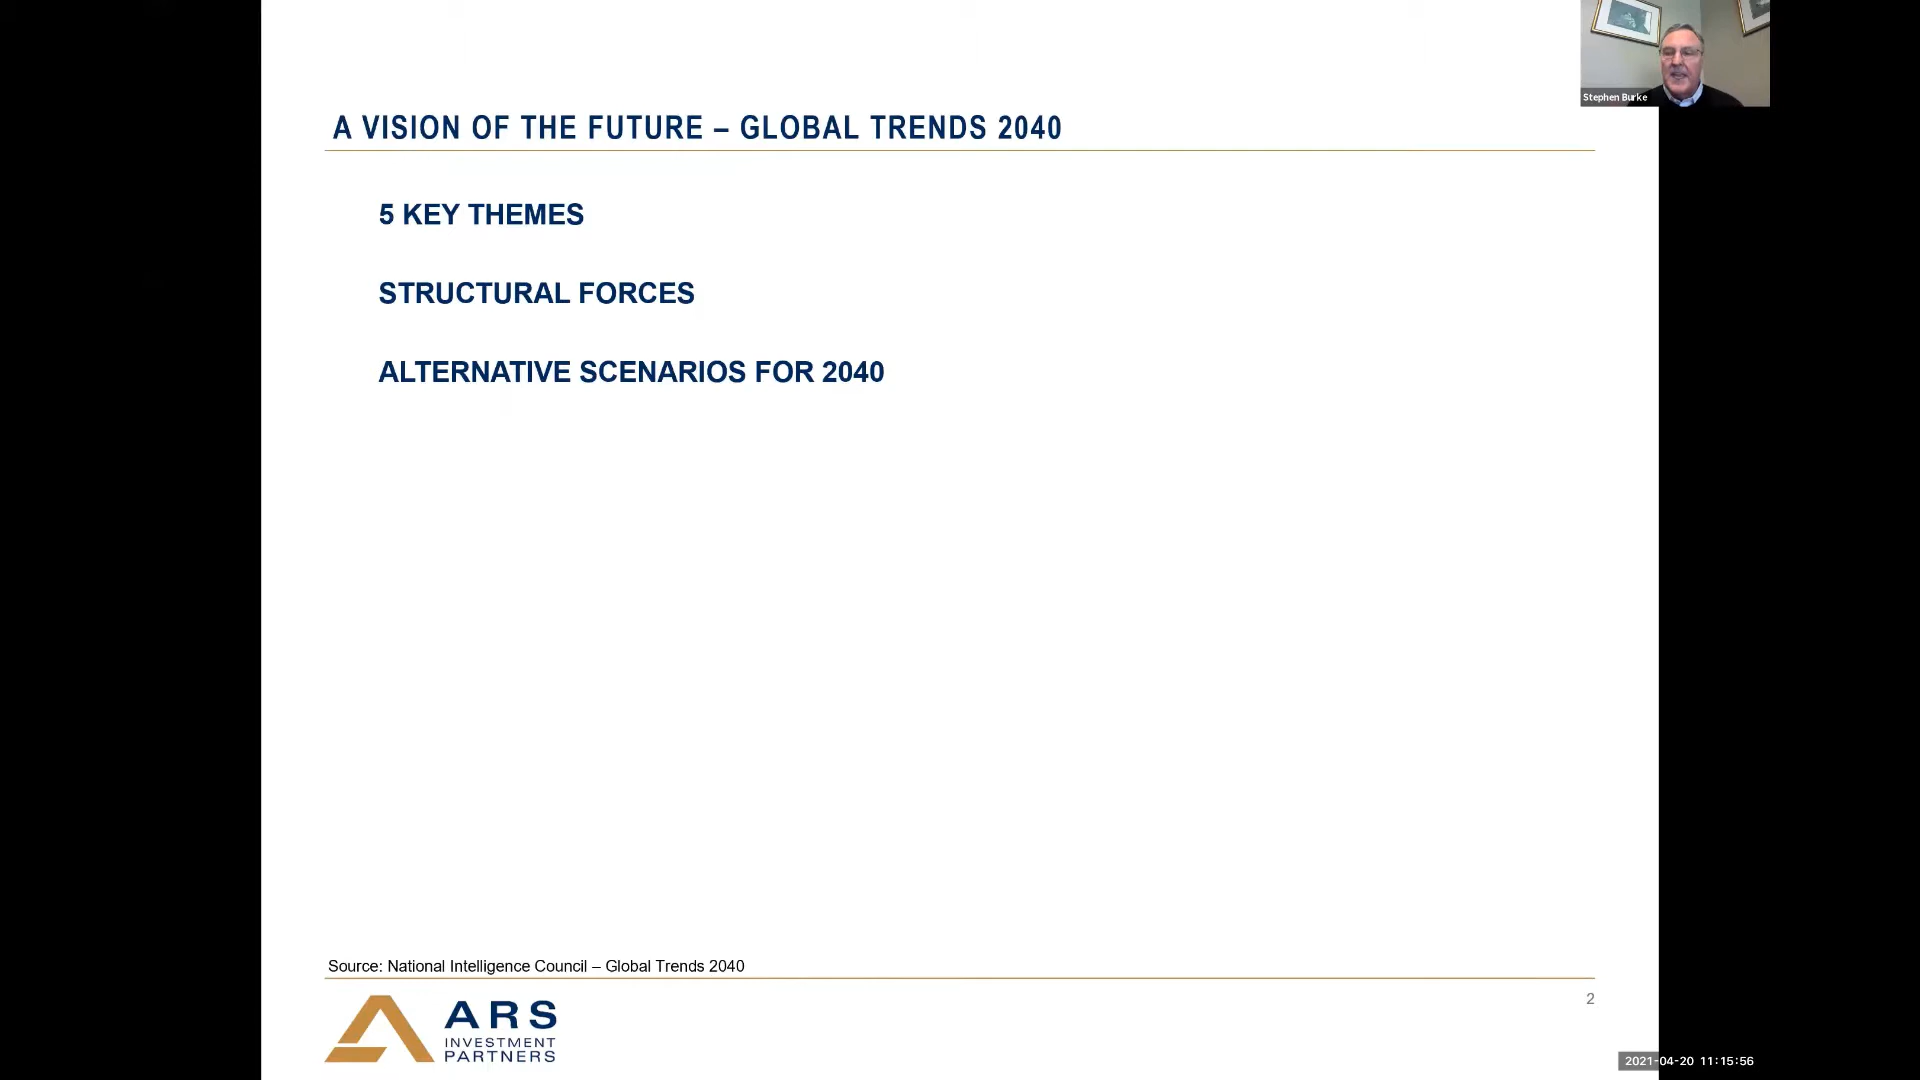 Stephen Burke
A VISION OF THE FUTURE – GLOBAL TRENDS 2040
5 KEY THEMES
STRUCTURAL FORCES
ALTERNATIVE SCENARIOS FOR 2040
Source: National Intelligence Council – Global Trends 2040
2
ARS
INVESTMENT
PARTNERS
2021-04-20 11:15:56